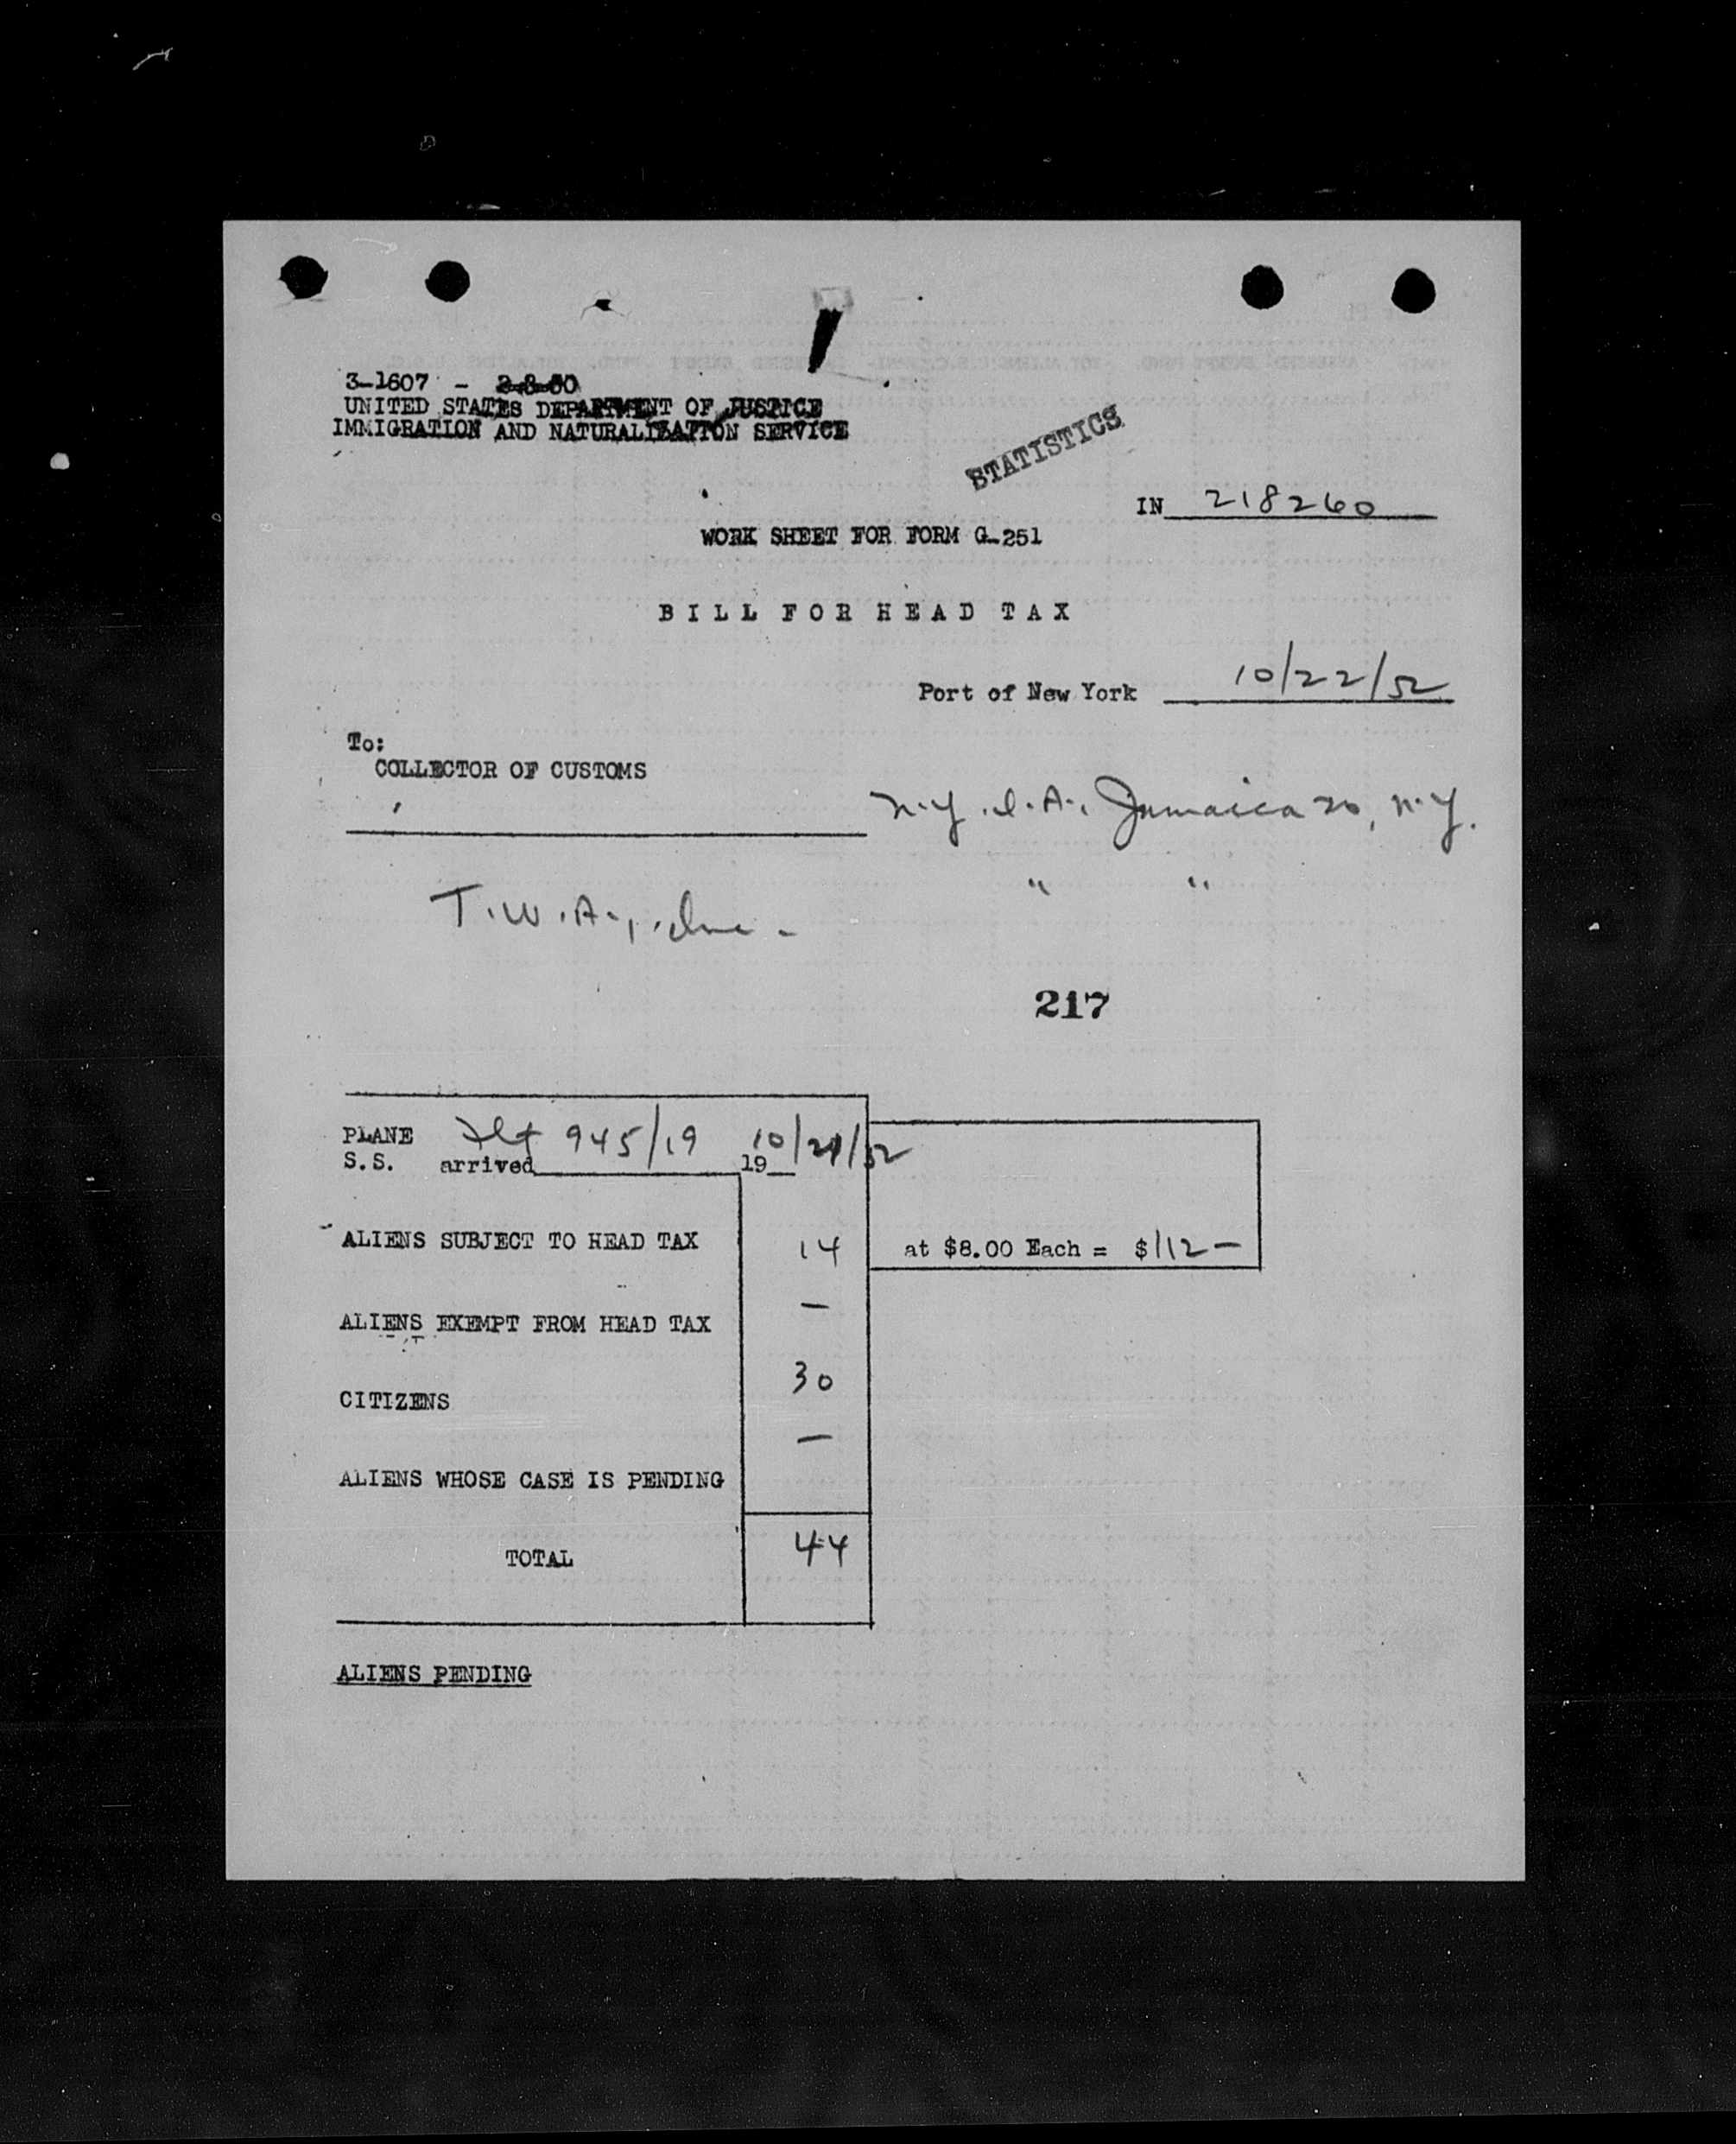 3-1607 - 2-8-50
UNITED STATES DEPARTMENT OF JUSTICE
IMMIGRATION AND NATURALIZATION SERVICE
STATISTICS
IN 218260
WORK SHEET FOR FORM G-251
BILL FOR HEAD TAX
Port of New York 10/22/52
To:
COLLECTOR OF CUSTOMS
N.Y.I.A., Jamaica 20, N.Y.
T.W.A., Inc. " "
217
PLANE Flt 945/19 10/21/52
S.S. arrived 19
ALIENS SUBJECT TO HEAD TAX 14 at $8.00 Each = $112 —
ALIENS EXEMPT FROM HEAD TAX —
CITIZENS 30
ALIENS WHOSE CASE IS PENDING —
TOTAL 44
ALIENS PENDING